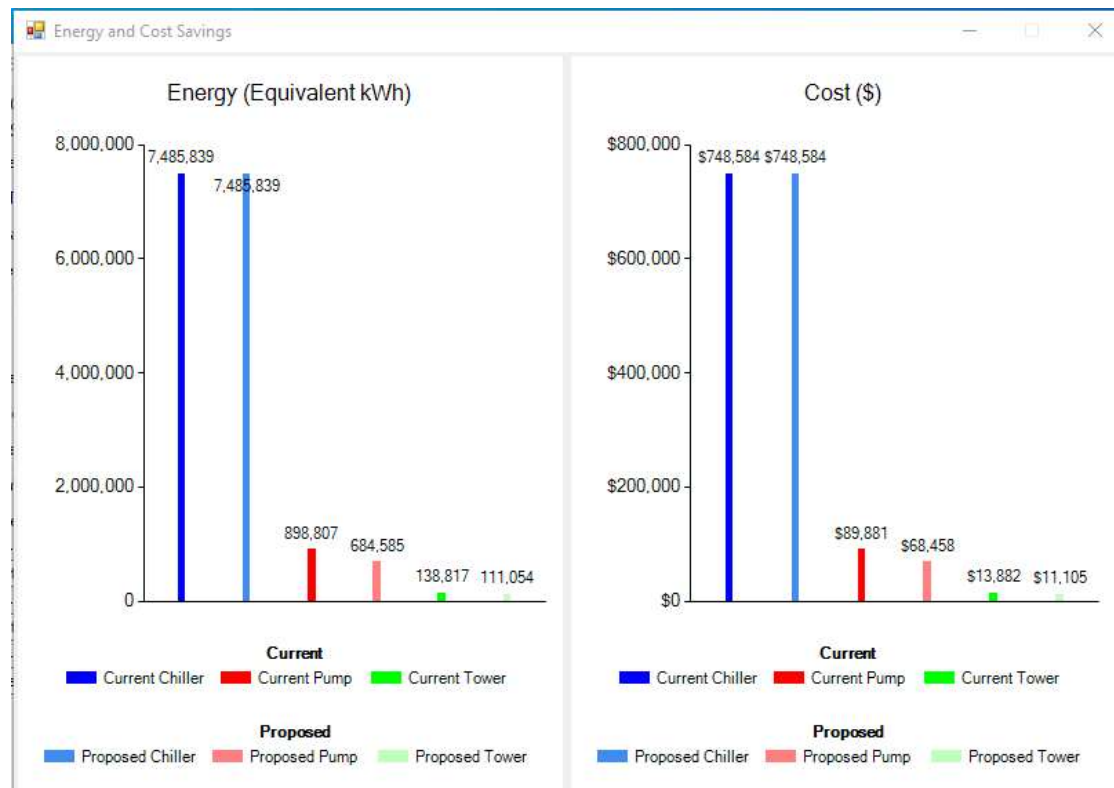 Energy and Cost Savings
Energy (Equivalent kWh)
8,000,000
7,485,839
7,485,839
6,000,000
4,000,000
2,000,000
898,807
684,585
138,817
111,054
0
Current
Current Chiller Current Pump Current Tower
Proposed
Proposed Chiller Proposed Pump Proposed Tower
Cost ($)
$800,000
$748,584 $748,584
$600,000
$400,000
$200,000
$89,881
$68,458
$13,882 $11,105
$0
Current
Current Chiller Current Pump Current Tower
Proposed
Proposed Chiller Proposed Pump Proposed Tower